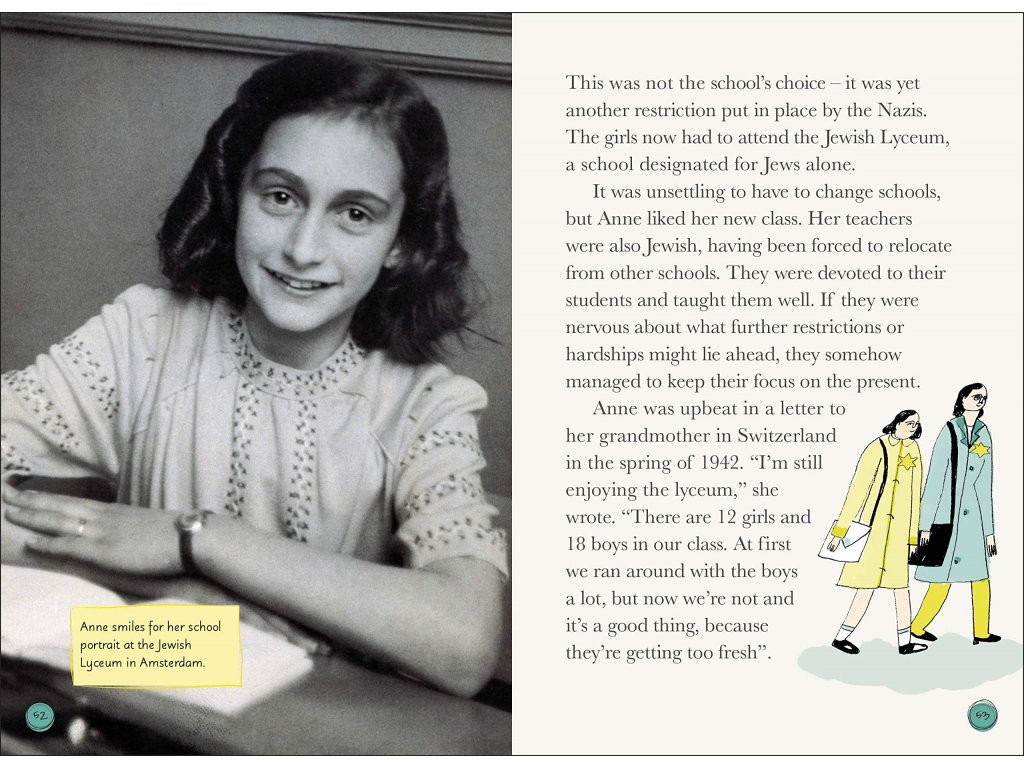 Anne smiles for her school
portrait at the Jewish
Lyceum in Amsterdam.
52
This was not the school's choice – it was yet
another restriction put in place by the Nazis.
The girls now had to attend the Jewish Lyceum,
a school designated for Jews alone.
It was unsettling to have to change schools,
but Anne liked her new class. Her teachers
were also Jewish, having been forced to relocate
from other schools. They were devoted to their
students and taught them well. If they were
nervous about what further restrictions or
hardships might lie ahead, they somehow
managed to keep their focus on the present.
Anne was upbeat in a letter to
her grandmother in Switzerland
in the spring of 1942. “I’m still
enjoying the lyceum,” she
wrote. “There are 12 girls and
18 boys in our class. At first
we ran around with the boys
a lot, but now we’re not and
it’s a good thing, because
they’re getting too fresh”.
53